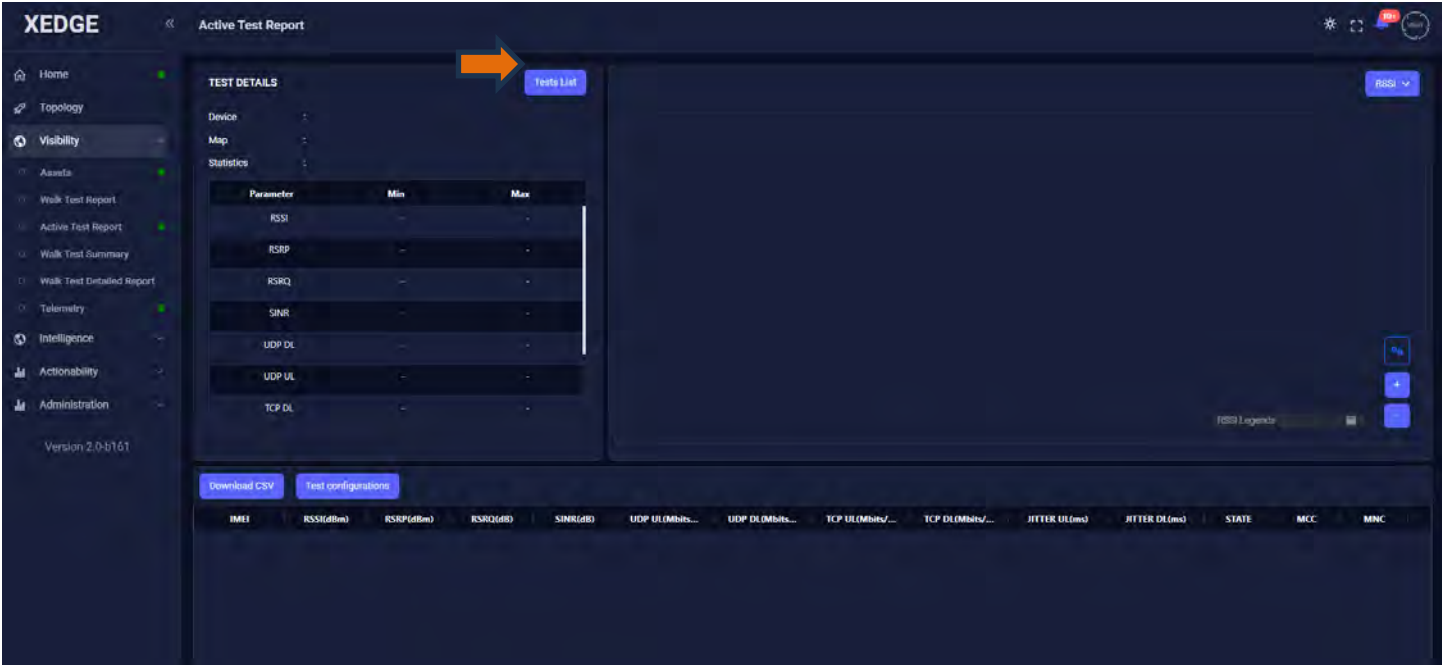 XEDGE
«
Active Test Report
Home
Topology
Visibility
Assets
Walk Test Report
Active Test Report
Walk Test Summary
Walk Test Detailed Report
Telemetry
Intelligence
Actionability
Administration
Version 2.0-b161
TEST DETAILS
Tests List
Device :
Map :
Statistics :
Parameter Min Max
RSSI - -
RSRP - -
RSRQ - -
SINR - -
UDP DL - -
UDP UL - -
TCP DL - -
RSSI
+
-
RSSI Legends
Download CSV Test configurations
IMEI RSSI(dBm) RSRP(dBm) RSRQ(dB) SINR(dB) UDP UL(Mbits... UDP DL(Mbits... TCP UL(Mbits/... TCP DL(Mbits/... JITTER UL(ms) JITTER DL(ms) STATE MCC MNC